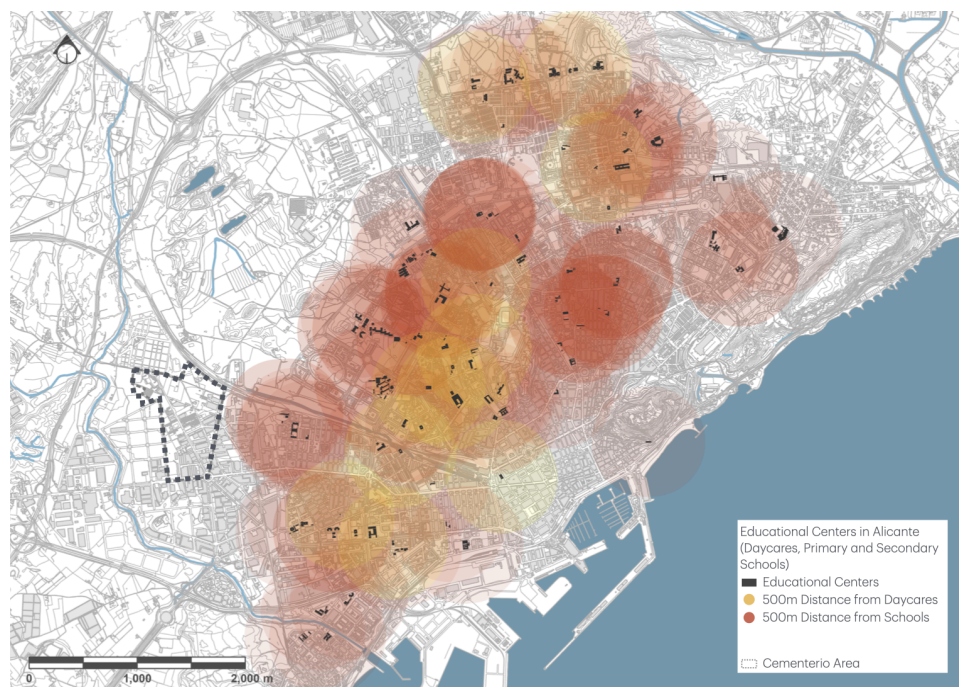 Educational Centers in Alicante
(Daycares, Primary and Secondary
Schools)
Educational Centers
500m Distance from Daycares
500m Distance from Schools
Cementerio Area
0 1,000 2,000 m